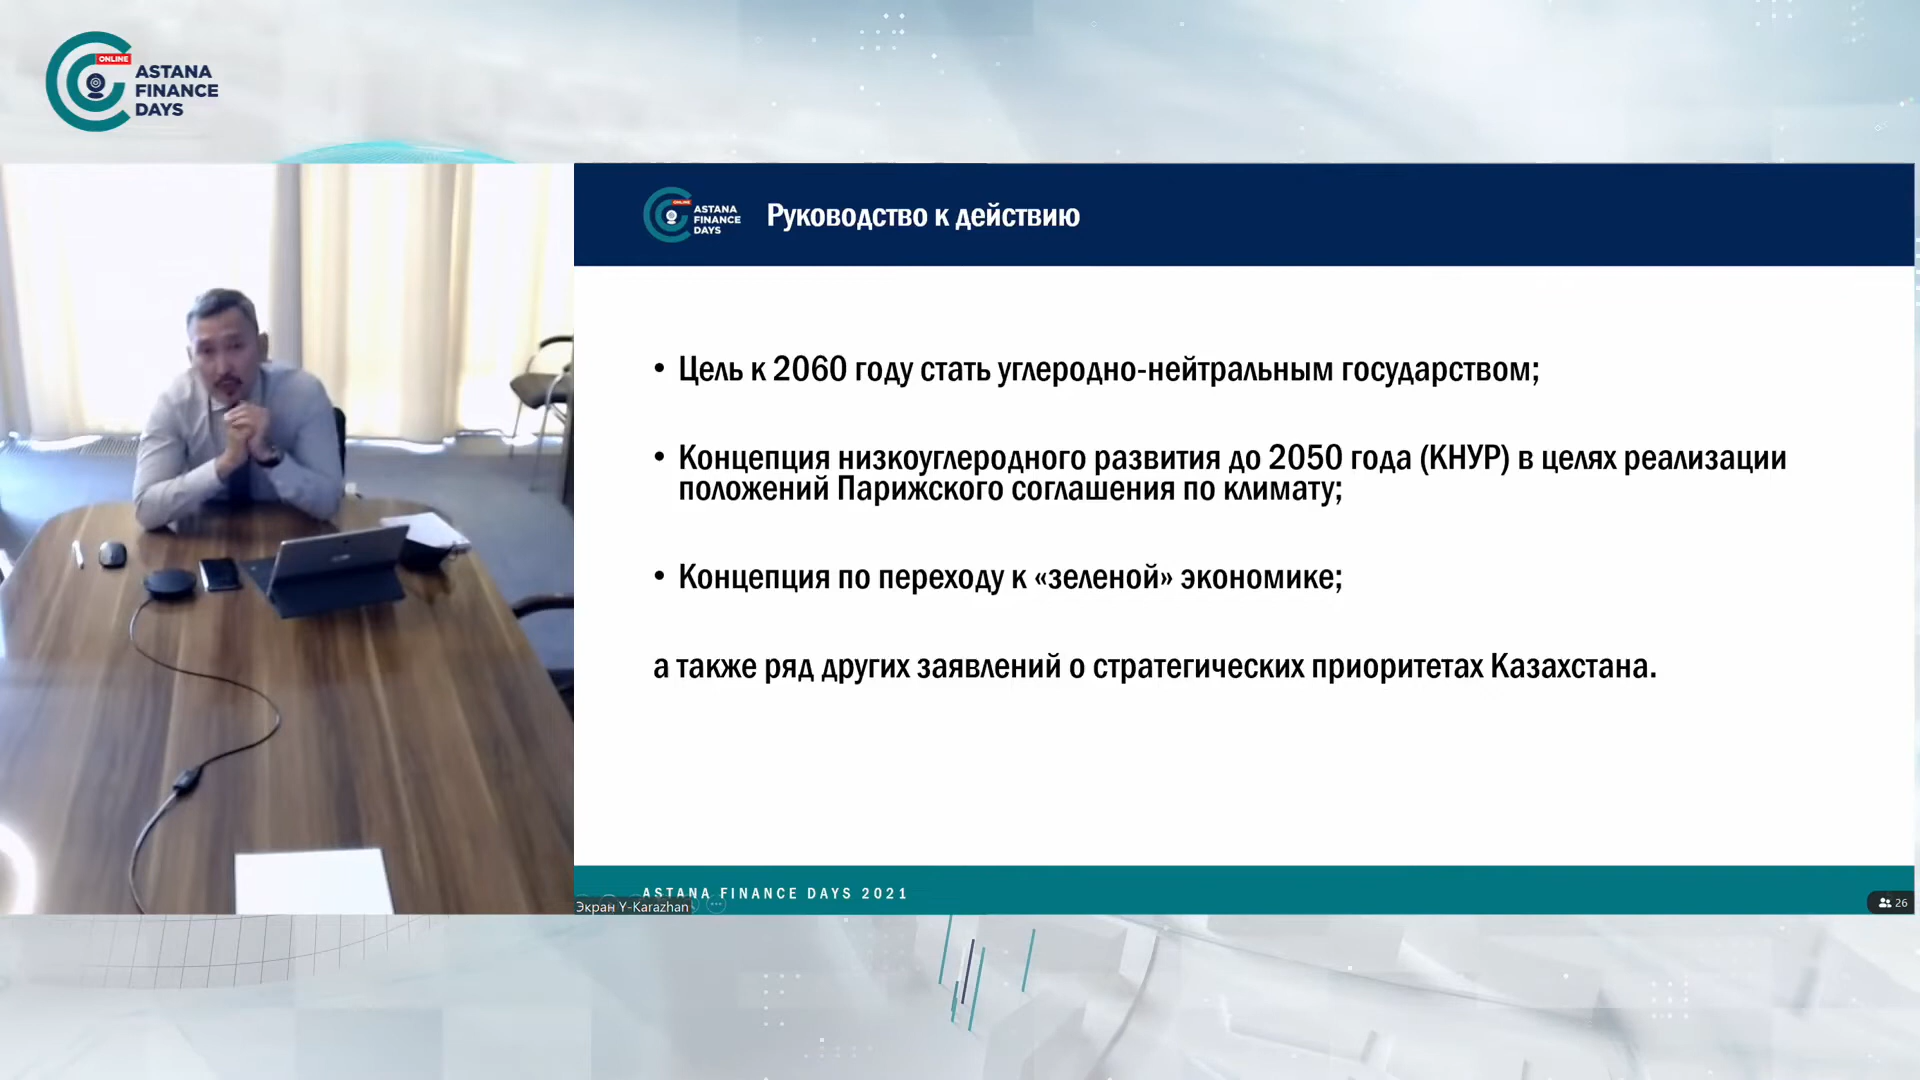 ONLINE
ASTANA
FINANCE
DAYS
ONLINE
ASTANA
FINANCE
DAYS
Руководство к действию
• Цель к 2060 году стать углеродно-нейтральным государством;
• Концепция низкоуглеродного развития до 2050 года (КНУР) в целях реализации
положений Парижского соглашения по климату;
• Концепция по переходу к «зеленой» экономике;
а также ряд других заявлений о стратегических приоритетах Казахстана.
ASTANA FINANCE DAYS 2021
Экран Y-Karazhan
26